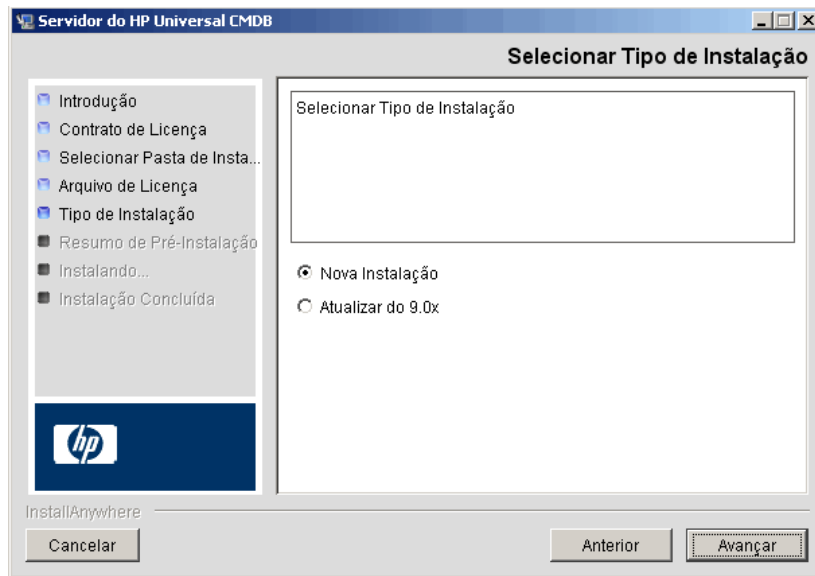 Servidor do HP Universal CMDB
Selecionar Tipo de Instalação
Introdução
Contrato de Licença
Selecionar Pasta de Insta...
Arquivo de Licença
Tipo de Instalação
Resumo de Pré-Instalação
Instalando...
Instalação Concluída
Selecionar Tipo de Instalação
Nova Instalação
Atualizar do 9.0x
hp
InstallAnywhere
Cancelar
Anterior
Avançar